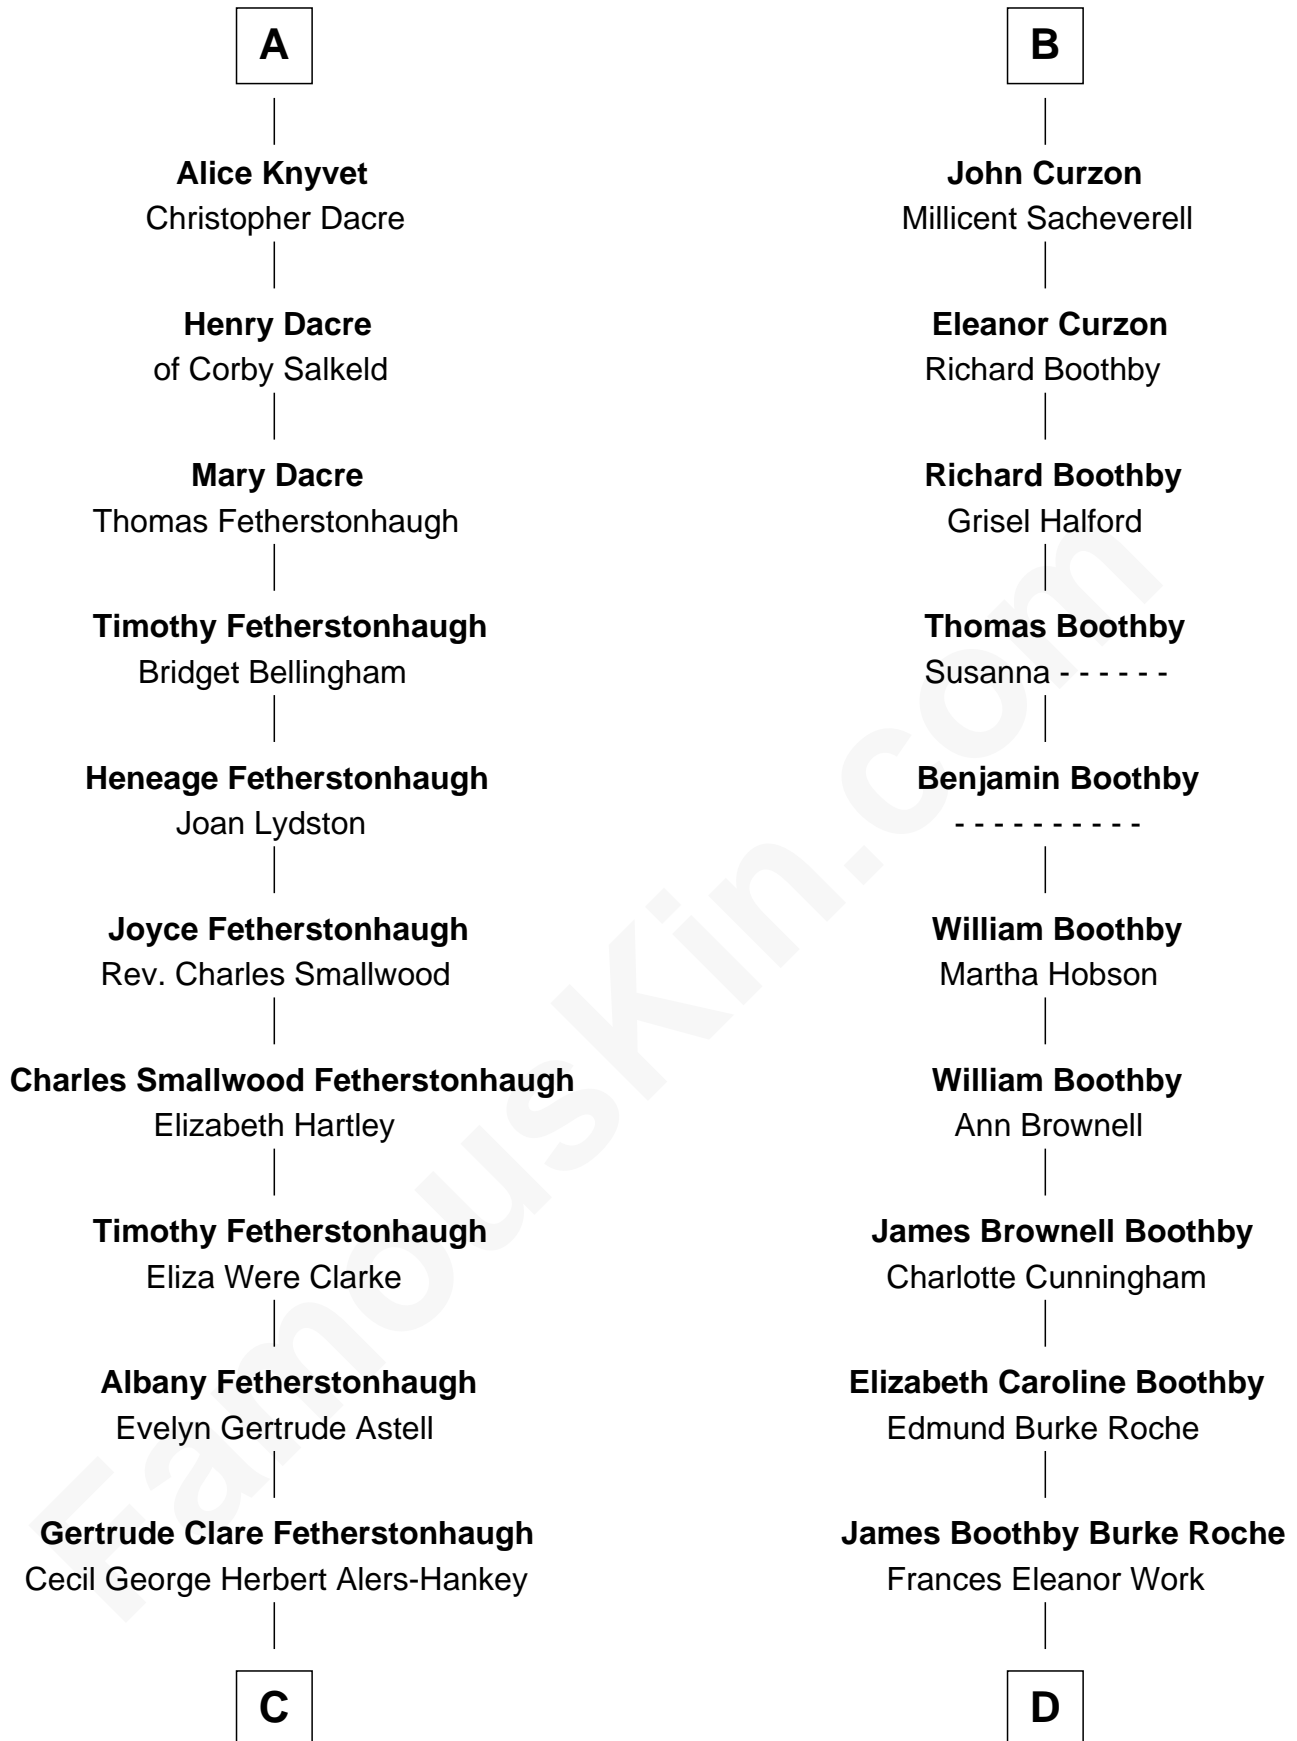 A
Alice Knyvet
Christopher Dacre
Henry Dacre
of Corby Salkeld
Mary Dacre
Thomas Fetherstonhaugh
Timothy Fetherstonhaugh
Bridget Bellingham
Heneage Fetherstonhaugh
Joan Lydston
Joyce Fetherstonhaugh
Rev. Charles Smallwood
Charles Smallwood Fetherstonhaugh
Elizabeth Hartley
Timothy Fetherstonhaugh
Eliza Were Clarke
Albany Fetherstonhaugh
Evelyn Gertrude Astell
Gertrude Clare Fetherstonhaugh
Cecil George Herbert Alers-Hankey
C
B
John Curzon
Millicent Sacheverell
Eleanor Curzon
Richard Boothby
Richard Boothby
Grisel Halford
Thomas Boothby
Susanna - - - - - -
Benjamin Boothby
- - - - - - - - - -
William Boothby
Martha Hobson
William Boothby
Ann Brownell
James Brownell Boothby
Charlotte Cunningham
Elizabeth Caroline Boothby
Edmund Burke Roche
James Boothby Burke Roche
Frances Eleanor Work
D
FamousKin.com